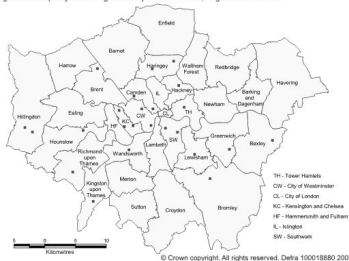 Enfield
Barnet
Harrow
Haringey
Waltham
Forest
Redbridge
Havering
Brent
Camden
IL
Hackney
Barking
and
Dagenham
Hillingdon
Ealing
CW
CL
TH
Newham
KC
HF
SW
Greenwich
Bexley
Hounslow
Richmond
upon
Thames
Wandsworth
Lambeth
Lewisham
Kingston
upon
Thames
Merton
Sutton
Croydon
Bromley
TH - Tower Hamlets
CW - City of Westminster
CL - City of London
KC - Kensington and Chelsea
HF - Hemmersmith and Fulham
IL - Islington
SW - Southwark
5 0 5 10
Kilometres
© Crown copyright. All rights reserved. Defra 100018880 200